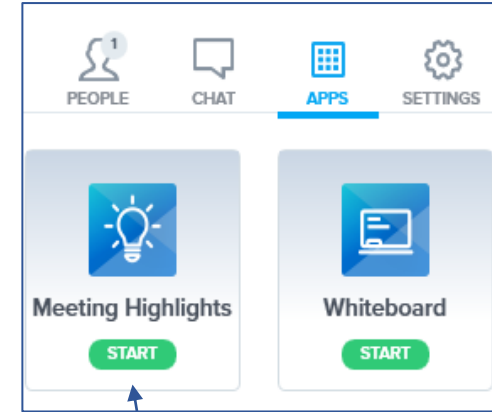 1
PEOPLE CHAT APPS SETTINGS
Meeting Highlights Whiteboard
START START